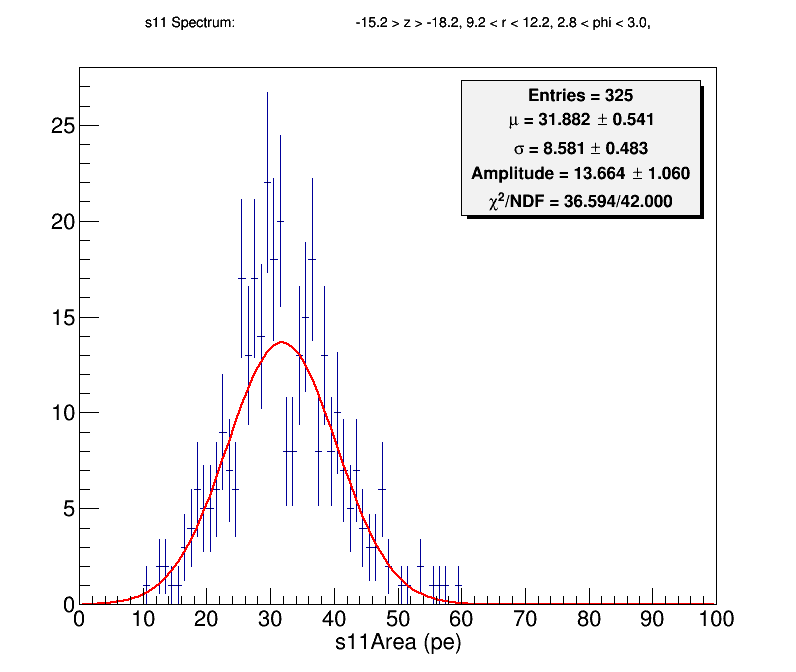 s11 Spectrum: -15.2 > z > -18.2, 9.2 < r < 12.2, 2.8 < phi < 3.0,
Entries = 325
μ = 31.882 ± 0.541
σ = 8.581 ± 0.483
Amplitude = 13.664 ± 1.060
χ²/NDF = 36.594/42.000
25
20
15
10
5
0
0 10 20 30 40 50 60 70 80 90 100
s11Area (pe)